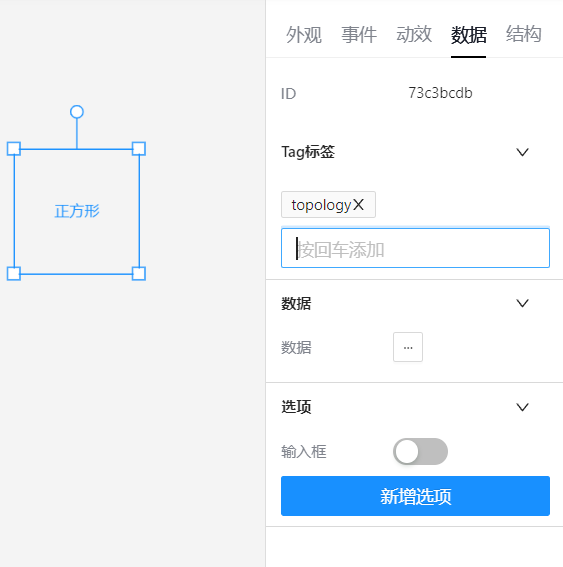 外观 事件 动效 数据 结构
ID 73c3bcdb
Tag标签
topologyX
正方形
按回车添加
数据
数据 ...
选项
输入框
新增选项